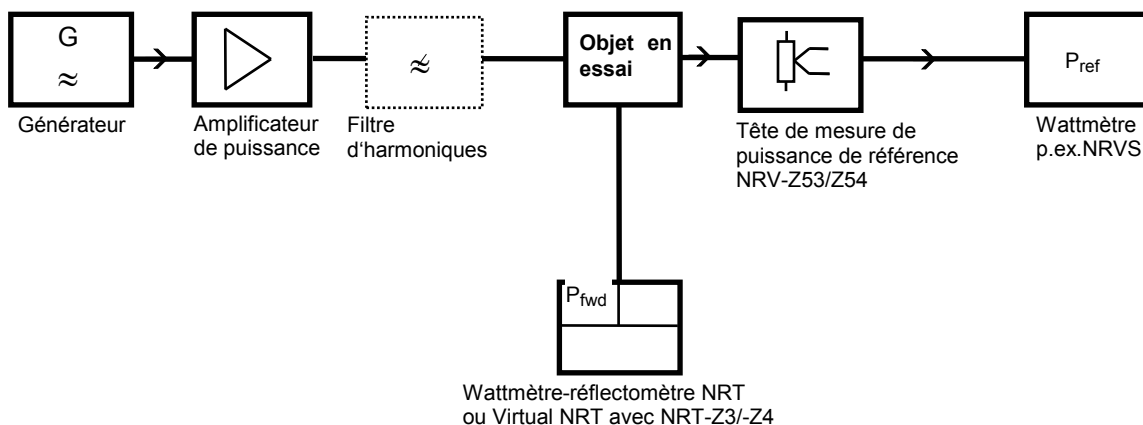 G
≈
Générateur
Amplificateur
de puissance
≉
Filtre
d'harmoniques
Objet en
essai
Tête de mesure de
puissance de référence
NRV-Z53/Z54
Pref
Wattmètre
p.ex.NRVS
Pfwd
Wattmètre-réflectomètre NRT
ou Virtual NRT avec NRT-Z3/-Z4